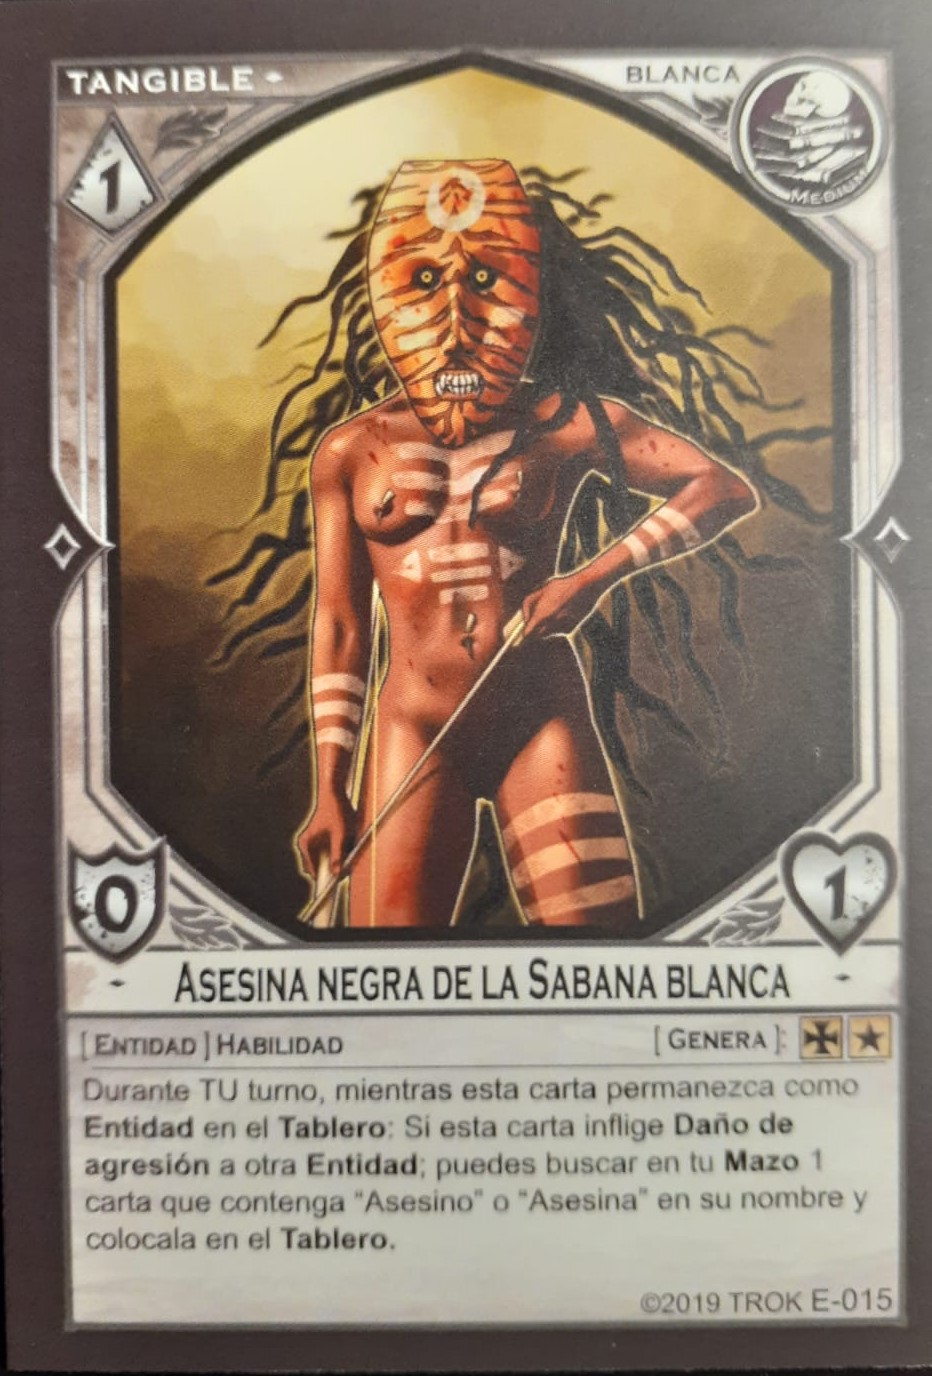 TANGIBLE
BLANCA
1
MEDIUM
0
1
ASESINA NEGRA DE LA SABANA BLANCA
[ENTIDAD] HABILIDAD
[GENERA]:
Durante TU turno, mientras esta carta permanezca como
Entidad en el Tablero: Si esta carta inflige Daño de
agresión a otra Entidad; puedes buscar en tu Mazo 1
carta que contenga “Asesino” o “Asesina” en su nombre y
colocala en el Tablero.
©2019 TROK E-015